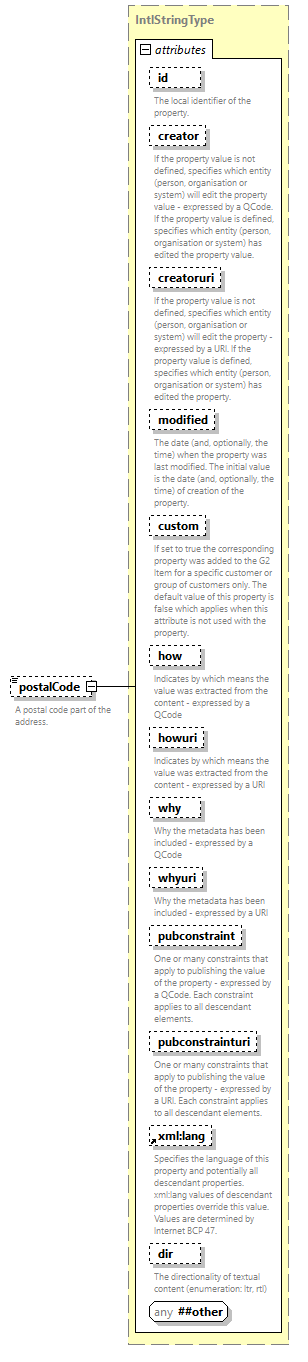 IntlStringType
attributes
id
The local identifier of the
property.
creator
If the property value is not
defined, specifies which entity
(person, organisation or
system) will edit the property
value - expressed by a QCode.
If the property value is defined,
specifies which entity (person,
organisation or system) has
edited the property value.
creatoruri
If the property value is not
defined, specifies which entity
(person, organisation or
system) will edit the property -
expressed by a URI. If the
property value is defined,
specifies which entity (person,
organisation or system) has
edited the property.
modified
The date (and, optionally, the
time) when the property was
last modified. The initial value
is the date (and, optionally, the
time) of creation of the
property.
custom
If set to true the corresponding
property was added to the G2
Item for a specific customer or
group of customers only. The
default value of this property is
false which applies when this
attribute is not used with the
property.
how
Indicates by which means the
value was extracted from the
content - expressed by a
QCode
postalCode
A postal code part of the
address.
howuri
Indicates by which means the
value was extracted from the
content - expressed by a URI
why
Why the metadata has been
included - expressed by a
QCode
whyuri
Why the metadata has been
included - expressed by a URI
pubconstraint
One or many constraints that
apply to publishing the value
of the property - expressed by
a QCode. Each constraint
applies to all descendant
elements.
pubconstrainturi
One or many constraints that
apply to publishing the value
of the property - expressed by
a URI. Each constraint applies
to all descendant elements.
xml:lang
Specifies the language of this
property and potentially all
descendant properties.
xml:lang values of descendant
properties override this value.
Values are determined by
Internet BCP 47.
dir
The directionality of textual
content (enumeration: ltr, rtl)
any ##other